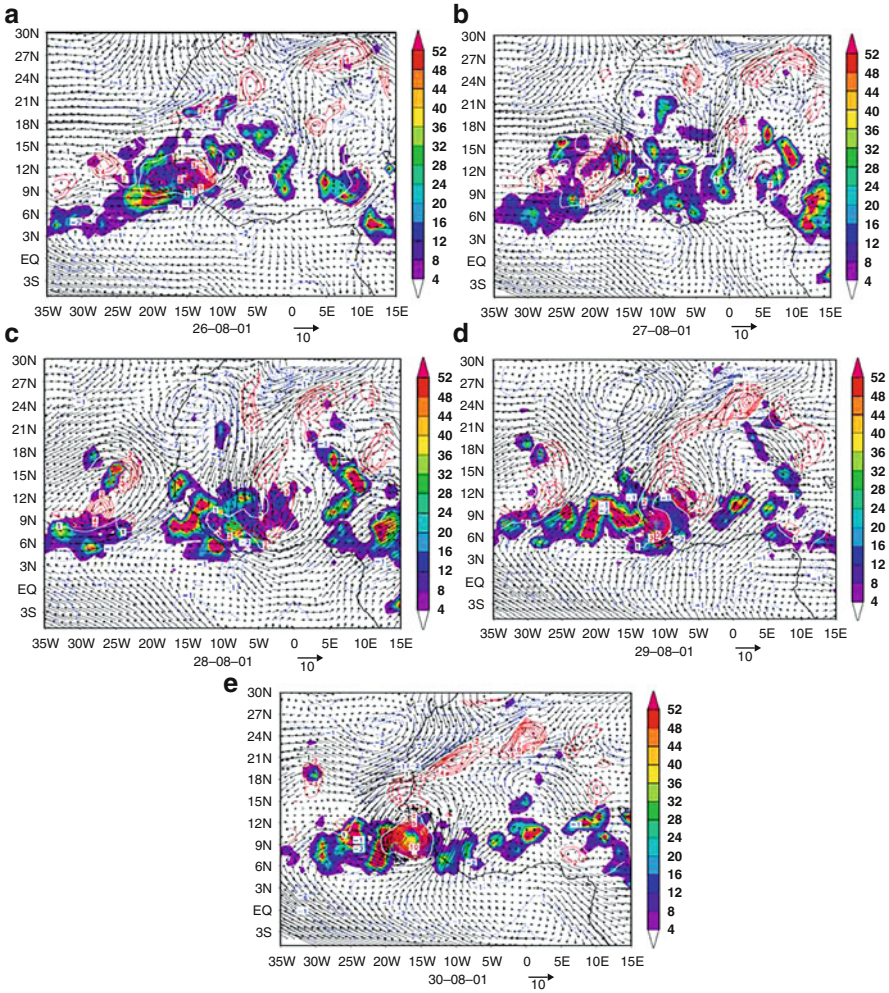 a
30N
27N
24N
21N
18N
15N
12N
9N
6N
3N
EQ
3S
35W 30W 25W 20W 15W 10W 5W 0 5E 10E 15E
26–08–01
10
52
48
44
40
36
32
28
24
20
16
12
8
4
b
30N
27N
24N
21N
18N
15N
12N
9N
6N
3N
EQ
3S
35W 30W 25W 20W 15W 10W 5W 0 5E 10E 15E
27–08–01
10
52
48
44
40
36
32
28
24
20
16
12
8
4
c
30N
27N
24N
21N
18N
15N
12N
9N
6N
3N
EQ
3S
35W 30W 25W 20W 15W 10W 5W 0 5E 10E 15E
28–08–01
10
52
48
44
40
36
32
28
24
20
16
12
8
4
d
30N
27N
24N
21N
18N
15N
12N
9N
6N
3N
EQ
3S
35W 30W 25W 20W 15W 10W 5W 0 5E 10E 15E
29–08–01
10
52
48
44
40
36
32
28
24
20
16
12
8
4
e
30N
27N
24N
21N
18N
15N
12N
9N
6N
3N
EQ
3S
35W 30W 25W 20W 15W 10W 5W 0 5E 10E 15E
30–08–01
10
52
48
44
40
36
32
28
24
20
16
12
8
4